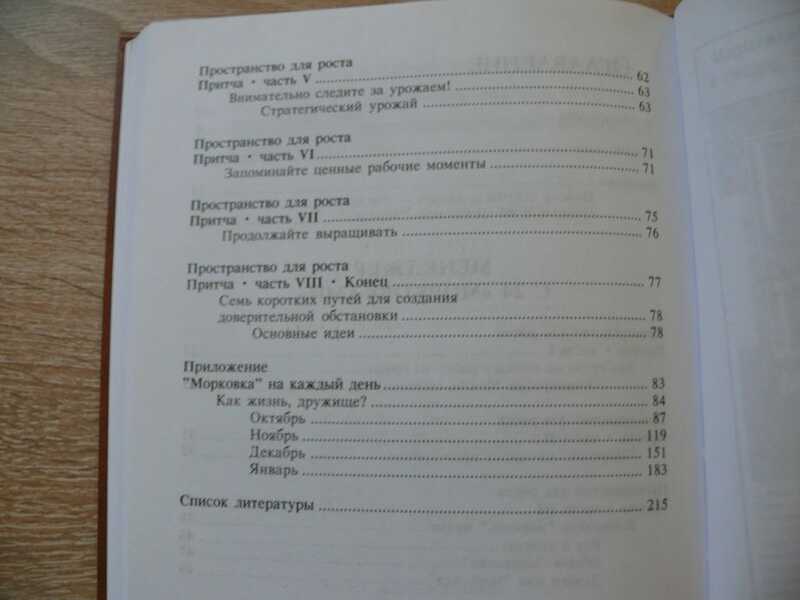 Пространство для роста
Притча • часть V ........ 62
Внимательно следите за урожаем! ........ 63
Стратегический урожай ........ 63
Пространство для роста
Притча • часть VI ........ 71
Запоминайте ценные рабочие моменты ........ 71
Пространство для роста
Притча • часть VII ........ 75
Продолжайте выращивать ........ 76
Пространство для роста
Притча • часть VIII • Конец ........ 77
Семь коротких путей для создания
доверительной обстановки ........ 78
Основные идеи ........ 78
Приложение
"Морковка" на каждый день ........ 83
Как жизнь, дружище? ........ 84
Октябрь ........ 87
Ноябрь ........ 119
Декабрь ........ 151
Январь ........ 183
Список литературы ........ 215